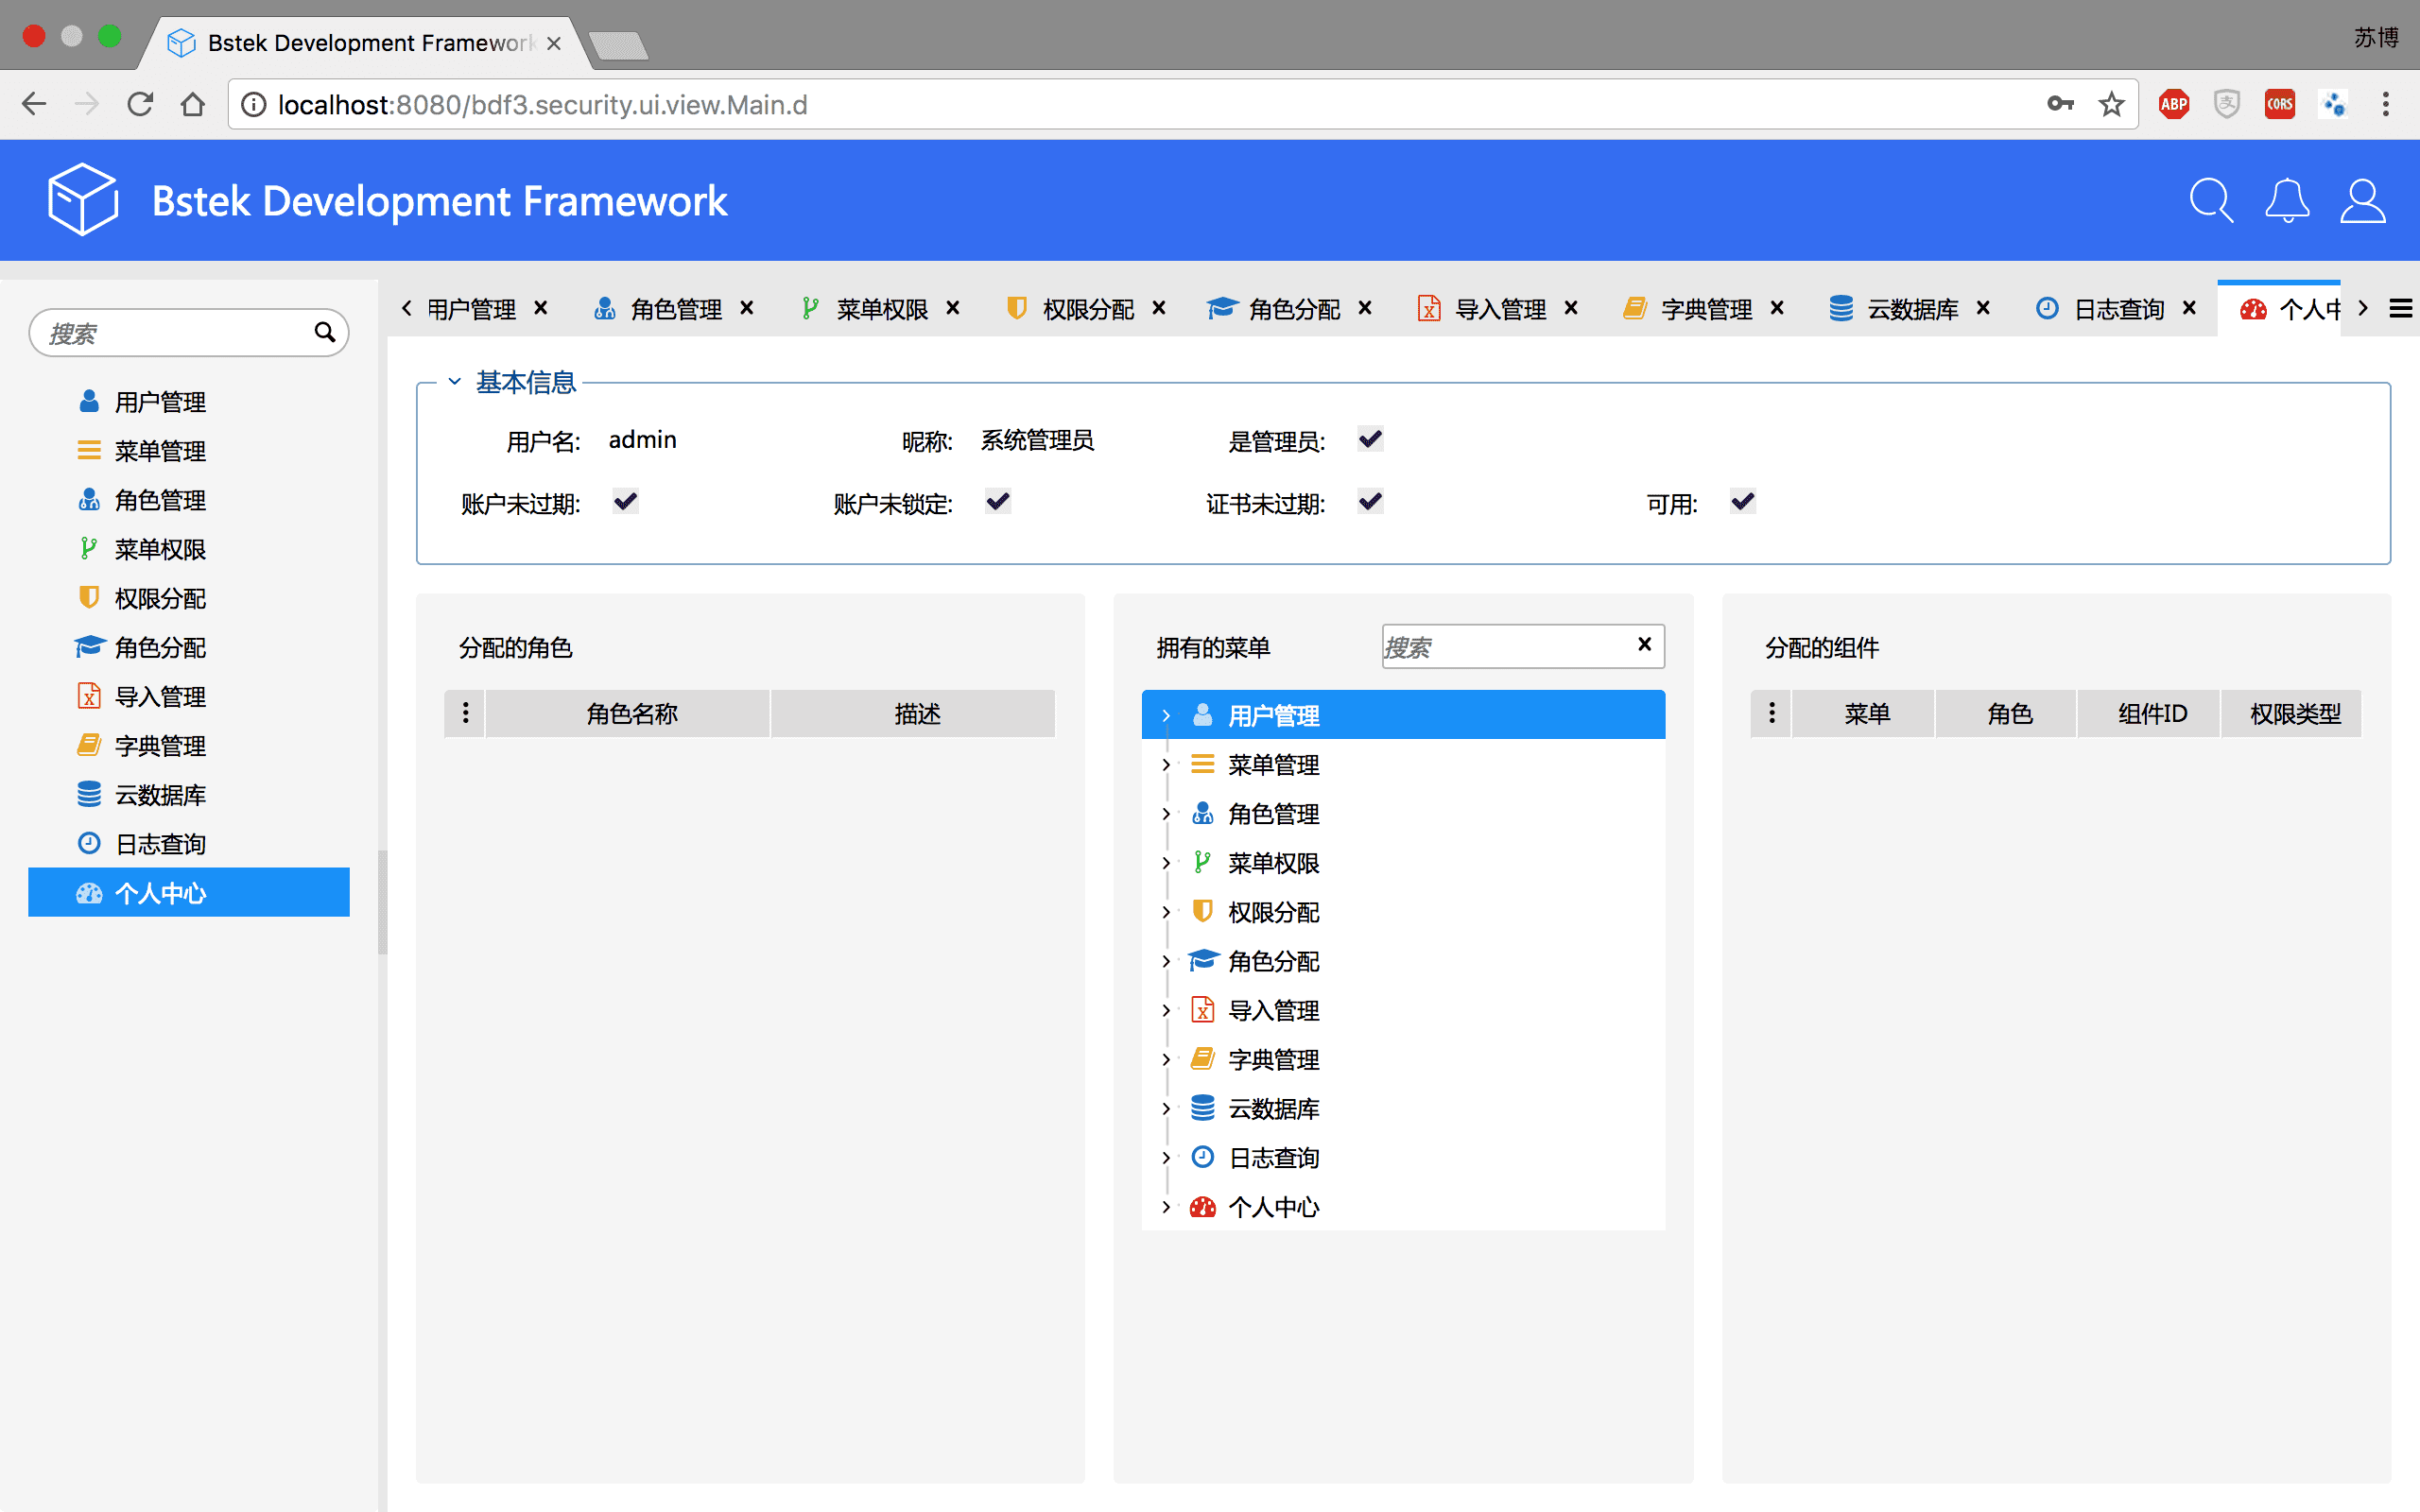 Bstek Development Framework
苏博
localhost:8080/bdf3.security.ui.view.Main.d
ABP
CORS
Bstek Development Framework
搜索
用户管理
菜单管理
角色管理
菜单权限
权限分配
角色分配
导入管理
字典管理
云数据库
日志查询
个人中心
用户管理 角色管理 菜单权限 权限分配 角色分配 导入管理 字典管理 云数据库 日志查询 个人中
基本信息
用户名: admin 昵称: 系统管理员 是管理员:
账户未过期: 账户未锁定: 证书未过期: 可用:
分配的角色
角色名称 描述
拥有的菜单 搜索
用户管理
菜单管理
角色管理
菜单权限
权限分配
角色分配
导入管理
字典管理
云数据库
日志查询
个人中心
分配的组件
菜单 角色 组件ID 权限类型